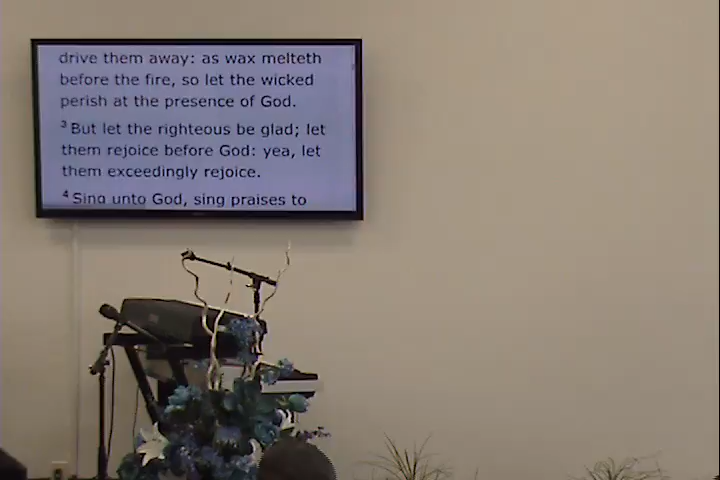 drive them away: as wax melteth
before the fire, so let the wicked
perish at the presence of God.
3 But let the righteous be glad; let
them rejoice before God: yea, let
them exceedingly rejoice.
4 Sing unto God, sing praises to